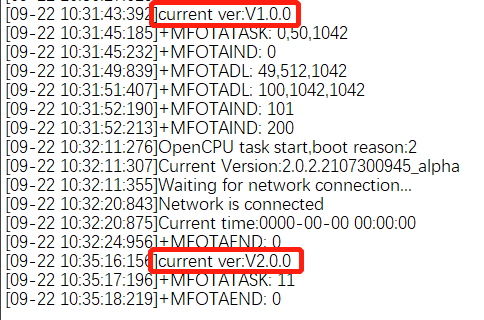 [09-22 10:31:43:392]current ver:V1.0.0
[09-22 10:31:45:185]+MFOTATASK: 0,50,1042
[09-22 10:31:45:231]+MFOTAIND: 0
[09-22 10:31:49:839]+MFOTADL: 49,512,1042
[09-22 10:31:51:407]+MFOTADL: 100,1042,1042
[09-22 10:31:52:190]+MFOTAIND: 101
[09-22 10:31:52:213]+MFOTAIND: 200
[09-22 10:32:11:276]OpenCPU task start,boot reason:2
[09-22 10:32:11:307]Current Version:2.0.2.2107300945_alpha
[09-22 10:32:11:355]Waiting for network connection...
[09-22 10:32:20:843]Network is connected
[09-22 10:32:20:875]Current time:0000-00-00 00:00:00
[09-22 10:32:24:956]+MFOTAEND: 0
[09-22 10:35:16:156]current ver:V2.0.0
[09-22 10:35:17:196]+MFOTATASK: 11
[09-22 10:35:18:219]+MFOTAEND: 0